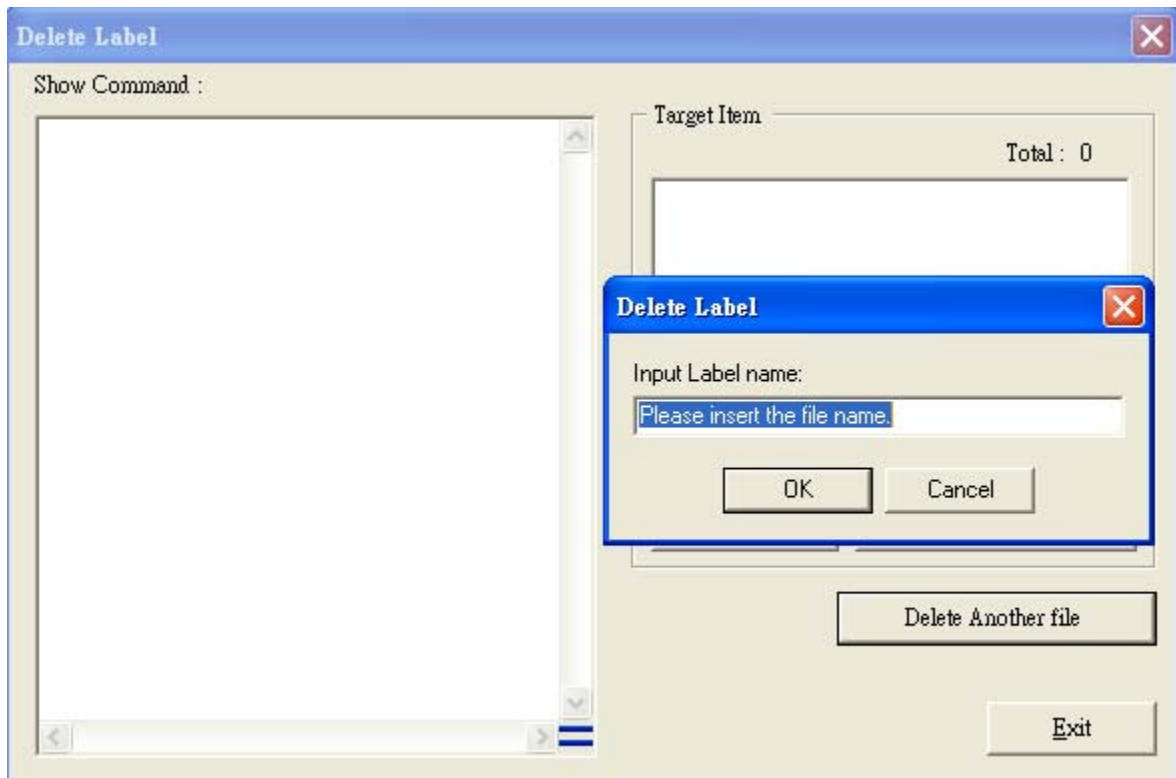 Delete Label
Show Command :
Target Item
Total : 0
Delete Label
Input Label name:
Please insert the file name.
OK Cancel
Delete Another file
Exit